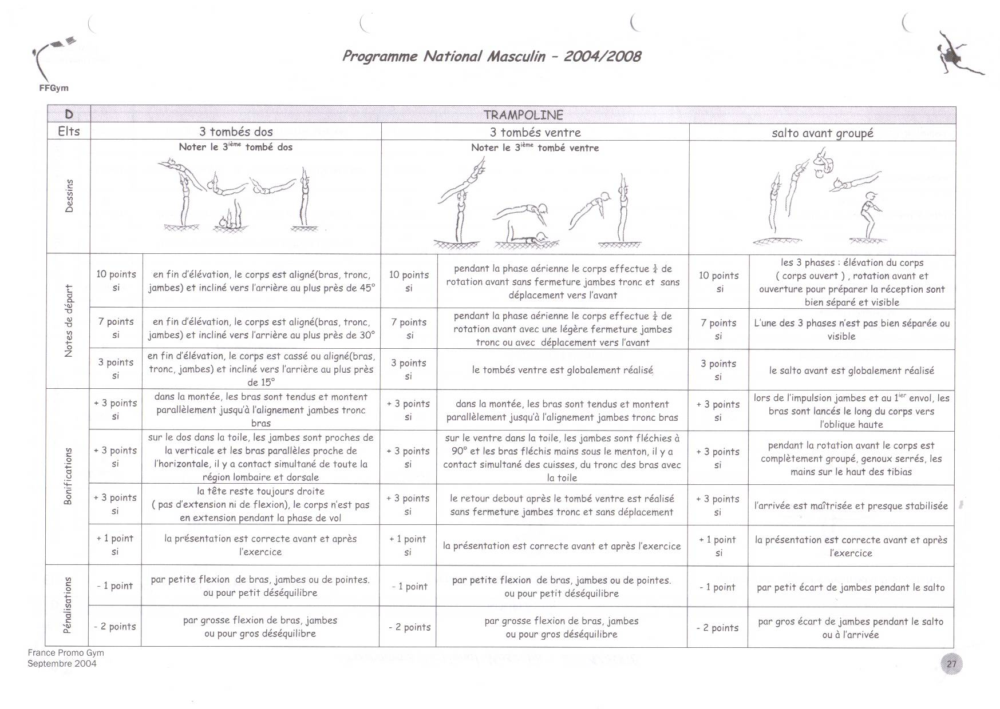 Programme National Masculin - 2004/2008
FFGym
D
TRAMPOLINE
Elts
3 tombés dos
3 tombés ventre
salto avant groupé
Dessins
Noter le 3ième tombé dos
Noter le 3ième tombé ventre
Notes de départ
10 points
si
en fin d'élévation, le corps est aligné(bras, tronc,
jambes) et incliné vers l'arrière au plus près de 45°
10 points
si
pendant la phase aérienne le corps effectue ¼ de
rotation avant sans fermeture jambes tronc et sans
déplacement vers l'avant
10 points
si
les 3 phases : élévation du corps
( corps ouvert ) , rotation avant et
ouverture pour préparer la réception sont
bien séparé et visible
7 points
si
en fin d'élévation, le corps est aligné(bras, tronc,
jambes) et incliné vers l'arrière au plus près de 30°
7 points
si
pendant la phase aérienne le corps effectue ¼ de
rotation avant avec une légère fermeture jambes
tronc ou avec déplacement vers l'avant
7 points
si
L'une des 3 phases n'est pas bien séparée ou
visible
3 points
si
en fin d'élévation, le corps est cassé ou aligné(bras,
tronc, jambes) et incliné vers l'arrière au plus près
de 15°
3 points
si
le tombés ventre est globalement réalisé
3 points
si
le salto avant est globalement réalisé
Bonifications
+ 3 points
si
dans la montée, les bras sont tendus et montent
parallèlement jusqu'à l'alignement jambes tronc
bras
+ 3 points
si
dans la montée, les bras sont tendus et montent
parallèlement jusqu'à l'alignement jambes tronc bras
+ 3 points
si
lors de l'impulsion jambes et au 1ier envol, les
bras sont lancés le long du corps vers
l'oblique haute
+ 3 points
si
sur le dos dans la toile, les jambes sont proches de
la verticale et les bras parallèles proche de
l'horizontale, il y a contact simultané de toute la
région lombaire et dorsale
+ 3 points
si
sur le ventre dans la toile, les jambes sont fléchies à
90° et les bras fléchis mains sous le menton, il y a
contact simultané des cuisses, du tronc des bras avec
la toile
+ 3 points
si
pendant la rotation avant le corps est
complètement groupé, genoux serrés, les
mains sur le haut des tibias
+ 3 points
si
la tête reste toujours droite
( pas d'extension ni de flexion), le corps n'est pas
en extension pendant la phase de vol
+ 3 points
si
le retour debout après le tombé ventre est réalisé
sans fermeture jambes tronc et sans déplacement
+ 3 points
si
l'arrivée est maîtrisée et presque stabilisée
+ 1 point
si
la présentation est correcte avant et après
l'exercice
+ 1 point
si
la présentation est correcte avant et après l'exercice
+ 1 point
si
la présentation est correcte avant et après
l'exercice
Pénalisations
- 1 point
par petite flexion de bras, jambes ou de pointes.
ou pour petit déséquilibre
- 1 point
par petite flexion de bras, jambes ou de pointes.
ou pour petit déséquilibre
- 1 point
par petit écart de jambes pendant le salto
- 2 points
par grosse flexion de bras, jambes
ou pour gros déséquilibre
- 2 points
par grosse flexion de bras, jambes
ou pour gros déséquilibre
- 2 points
par gros écart de jambes pendant le salto
ou à l'arrivée
France Promo Gym
Septembre 2004
27